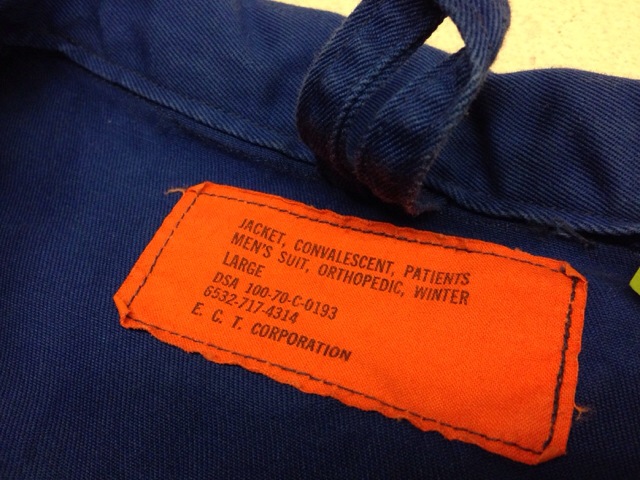 JACKET, CONVALESCENT, PATIENTS
MEN'S SUIT, ORTHOPEDIC, WINTER
LARGE
DSA 100-70-C-0193
6532-717-4314
E. C. T. CORPORATION